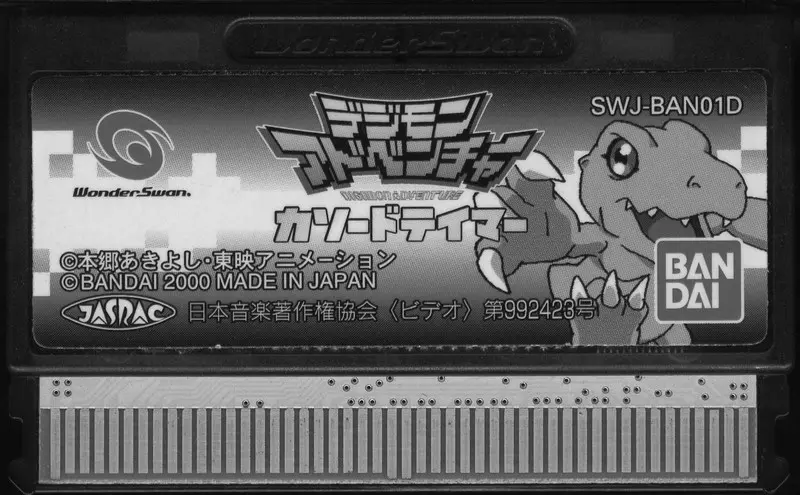 WonderSwan
SWJ-BAN01D
デジモン
アドベンチャー
DIGIMON ADVENTURE
WonderSwan.
カソードテイマー
©本郷あきよし・東映アニメーション
©BANDAI 2000 MADE IN JAPAN
BAN
DAI
JASRAC
日本音楽著作権協会〈ビデオ〉第992423号